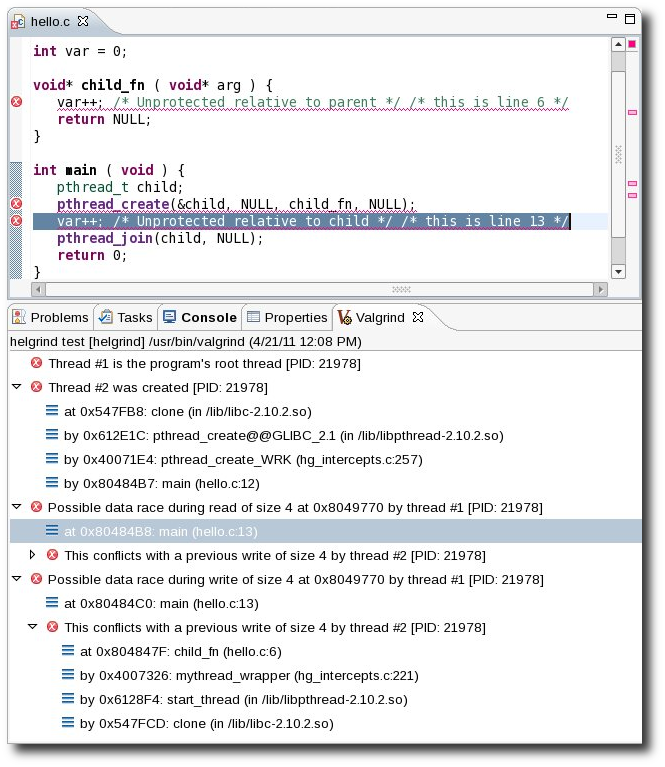 hello.c
int var = 0;
void* child_fn ( void* arg ) {
var++; /* Unprotected relative to parent */ /* this is line 6 */
return NULL;
}
int main ( void ) {
pthread_t child;
pthread_create(&child, NULL, child_fn, NULL);
var++; /* Unprotected relative to child */ /* this is line 13 */
pthread_join(child, NULL);
return 0;
}
Problems Tasks Console Properties Valgrind
helgrind test [helgrind] /usr/bin/valgrind (4/21/11 12:08 PM)
Thread #1 is the program's root thread [PID: 21978]
Thread #2 was created [PID: 21978]
at 0x547FB8: clone (in /lib/libc-2.10.2.so)
by 0x612E1C: pthread_create@@GLIBC_2.1 (in /lib/libpthread-2.10.2.so)
by 0x40071E4: pthread_create_WRK (hg_intercepts.c:257)
by 0x80484B7: main (hello.c:12)
Possible data race during read of size 4 at 0x8049770 by thread #1 [PID: 21978]
at 0x80484B8: main (hello.c:13)
This conflicts with a previous write of size 4 by thread #2 [PID: 21978]
Possible data race during write of size 4 at 0x8049770 by thread #1 [PID: 21978]
at 0x80484C0: main (hello.c:13)
This conflicts with a previous write of size 4 by thread #2 [PID: 21978]
at 0x804847F: child_fn (hello.c:6)
by 0x4007326: mythread_wrapper (hg_intercepts.c:221)
by 0x6128F4: start_thread (in /lib/libpthread-2.10.2.so)
by 0x547FCD: clone (in /lib/libc-2.10.2.so)